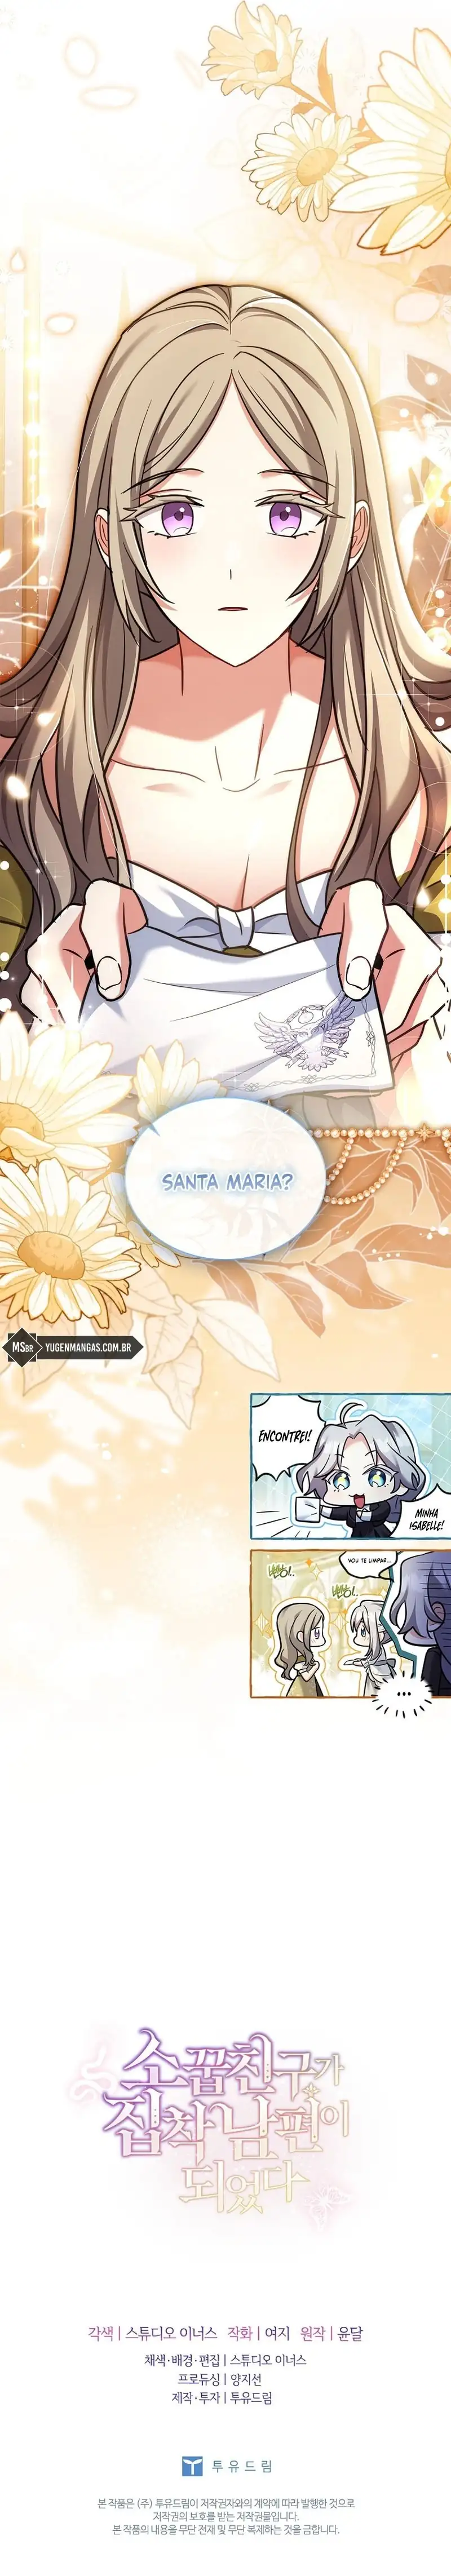 SANTA MARIA?
MSBR YUGENMANGAS.COM.BR
ENCONTREI!
MINHA
ISABELLE!
VOU TE LIMPAR...
...
소꿉친구가
집착남편이
되었다
각색 | 스튜디오 이너스 작화 | 여지 원작 | 윤달
채색·배경·편집 | 스튜디오 이너스
프로듀싱 | 양지선
제작·투자 | 투유드림
투유드림
본 작품은 (주) 투유드림이 저작권자와의 계약에 따라 발행한 것으로
저작권의 보호를 받는 저작권물입니다.
본 작품의 내용을 무단 전재 및 무단 복제하는 것을 금합니다.